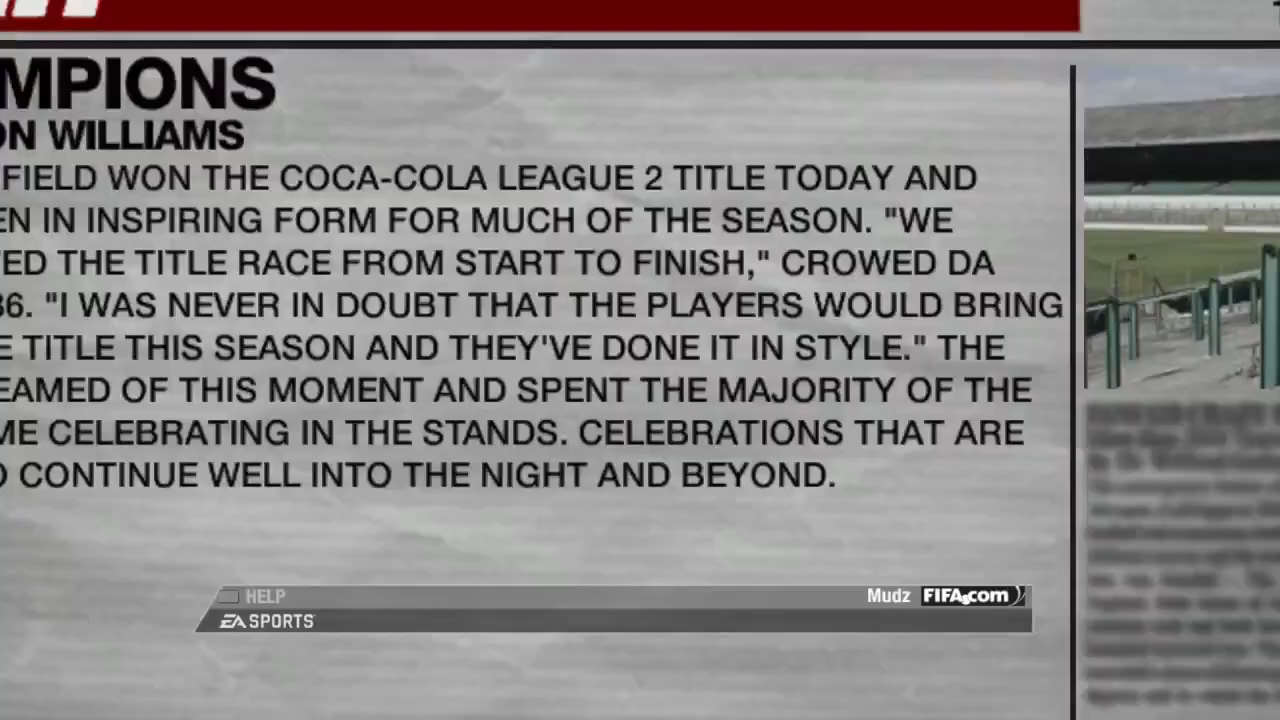 MPIONS
ON WILLIAMS
FIELD WON THE COCA-COLA LEAGUE 2 TITLE TODAY AND
EN IN INSPIRING FORM FOR MUCH OF THE SEASON. "WE
ED THE TITLE RACE FROM START TO FINISH," CROWED DA
36. "I WAS NEVER IN DOUBT THAT THE PLAYERS WOULD BRING
E TITLE THIS SEASON AND THEY'VE DONE IT IN STYLE." THE
EAMED OF THIS MOMENT AND SPENT THE MAJORITY OF THE
ME CELEBRATING IN THE STANDS. CELEBRATIONS THAT ARE
O CONTINUE WELL INTO THE NIGHT AND BEYOND.
HELP
Mudz FIFA.com
EA SPORTS